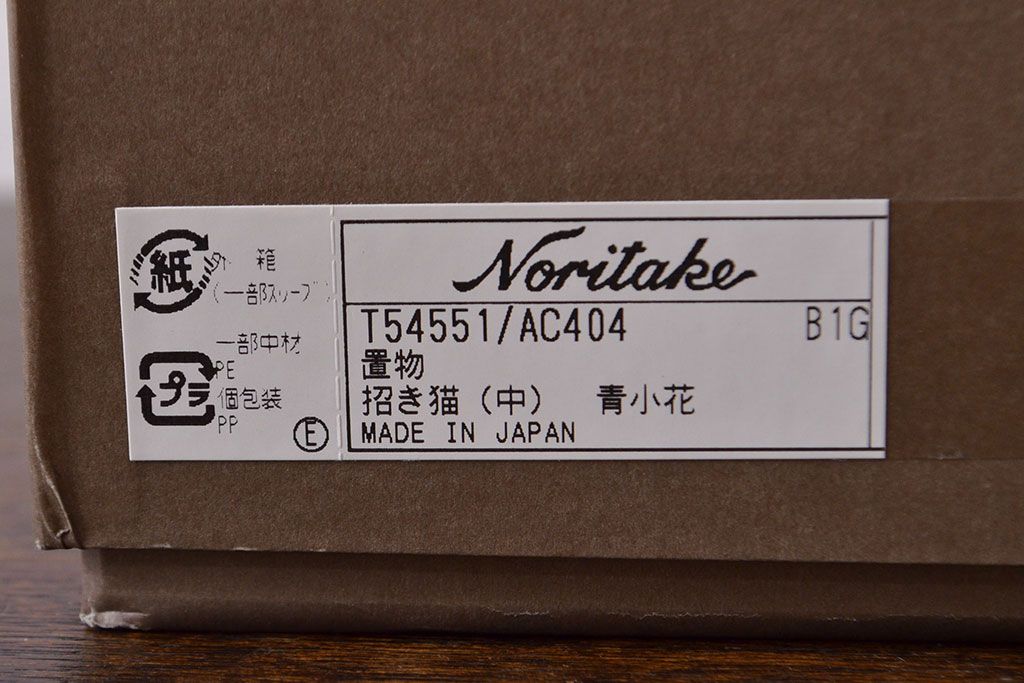 紙 外 箱
(一部スリーブ)
一部中材
PE
プラ 個包装
PP
E
Noritake
T54551/AC404 B1G
置物
招き猫(中) 青小花
MADE IN JAPAN